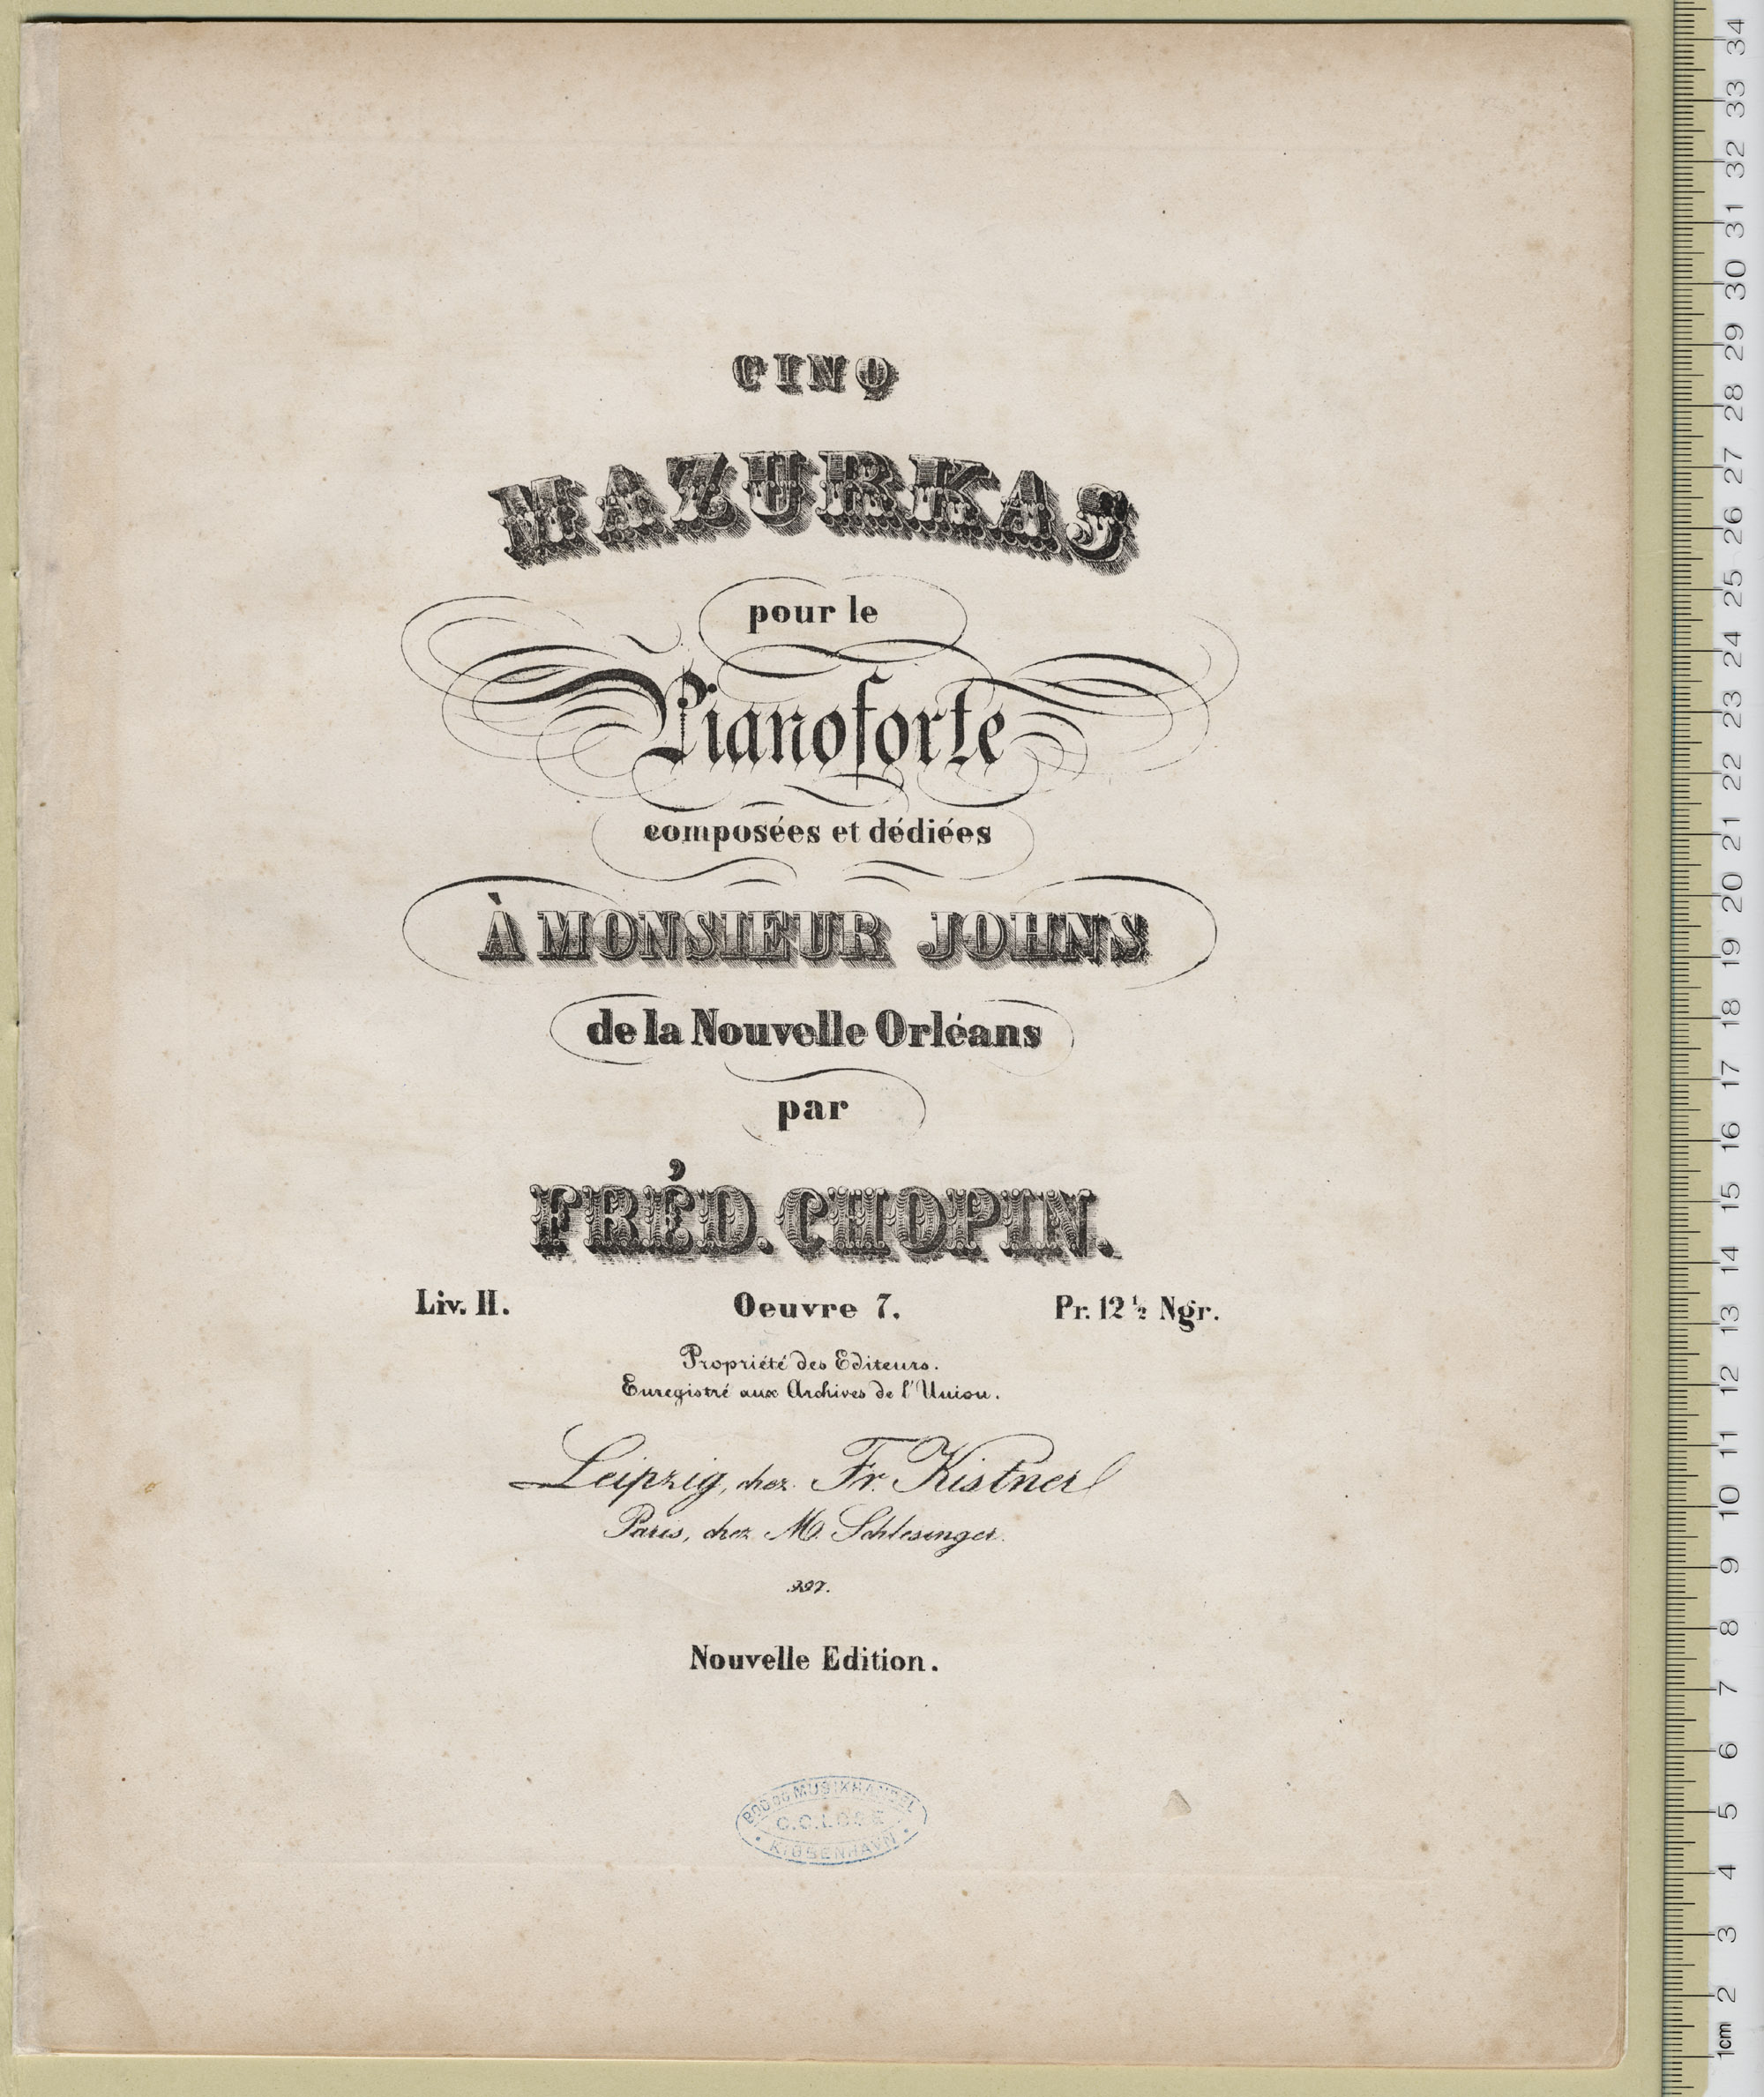 CINQ
MAZURKAS
pour le
Pianoforte
composées et dédiées
À MONSIEUR JOHNS
de la Nouvelle Orléans
par
FRÉD. CHOPIN.
Liv. II. Oeuvre 7. Pr. 12 ½ Ngr.
Propriété des Editeurs.
Enregistré aux Archives de l'Union.
Leipzig, chez Fr. Kistner
Paris, chez M. Schlesinger.
997.
Nouvelle Edition.
BOG OG MUSIKHANDEL
C.C. LOSE
KIØBENHAVN
34
33
32
31
30
29
28
27
26
25
24
23
22
21
20
19
18
17
16
15
14
13
12
11
10
9
8
7
6
5
4
3
2
1cm